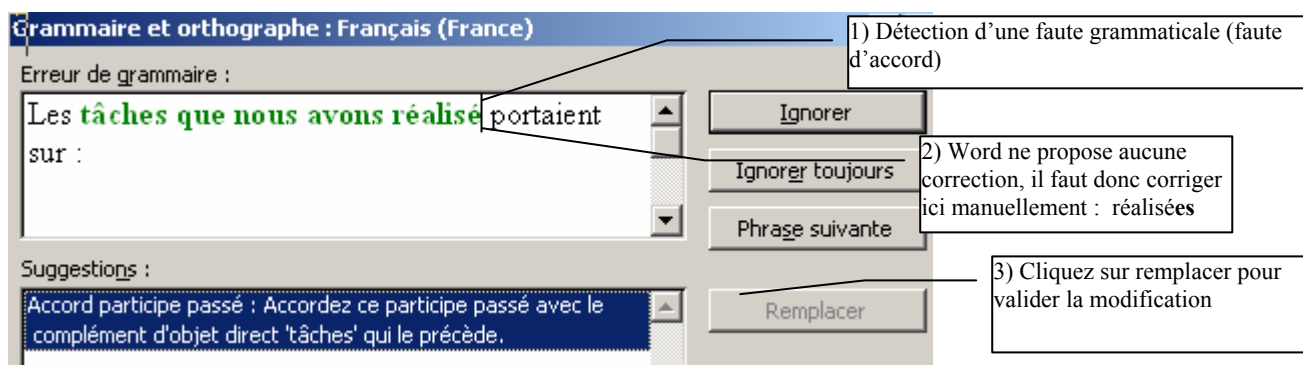 Grammaire et orthographe : Français (France)
1) Détection d'une faute grammaticale (faute
d'accord)
Erreur de grammaire :
Les tâches que nous avons réalisé portaient
sur :
Ignorer
Ignorer toujours
2) Word ne propose aucune
correction, il faut donc corriger
ici manuellement : réalisées
Phrase suivante
Suggestions :
Accord participe passé : Accordez ce participe passé avec le
complément d'objet direct 'tâches' qui le précède.
Remplacer
3) Cliquez sur remplacer pour
valider la modification